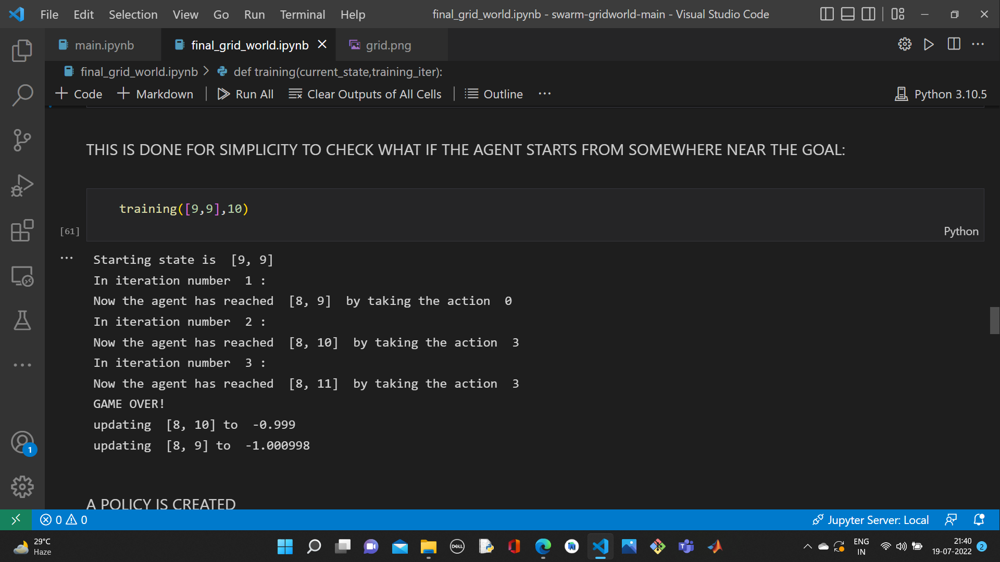 File Edit Selection View Go Run Terminal Help final_grid_world.ipynb - swarm-gridworld-main - Visual Studio Code
main.ipynb final_grid_world.ipynb grid.png
final_grid_world.ipynb > def training(current_state,training_iter):
+ Code + Markdown | Run All Clear Outputs of All Cells | Outline ... Python 3.10.5
THIS IS DONE FOR SIMPLICITY TO CHECK WHAT IF THE AGENT STARTS FROM SOMEWHERE NEAR THE GOAL:
training([9,9],10)
[61] Python
Starting state is  [9, 9]
In iteration number  1 :
Now the agent has reached  [8, 9]  by taking the action  0
In iteration number  2 :
Now the agent has reached  [8, 10]  by taking the action  3
In iteration number  3 :
Now the agent has reached  [8, 11]  by taking the action  3
GAME OVER!
updating  [8, 10] to  -0.999
updating  [8, 9] to  -1.000998
1
A POLICY IS CREATED
0 0 Jupyter Server: Local
29°C
Haze
DELL
ENG
IN
21:40
19-07-2022
2